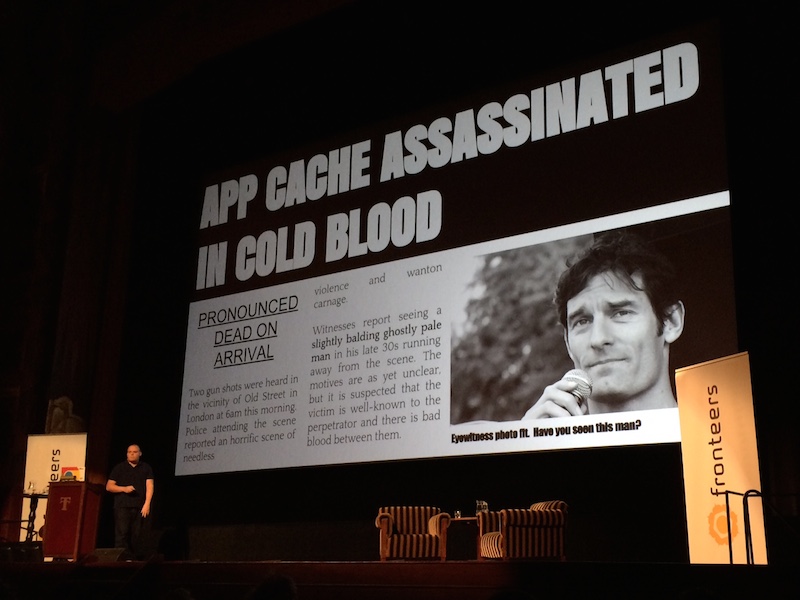 APP CACHE ASSASSINATED
IN COLD BLOOD
PRONOUNCED
DEAD ON
ARRIVAL
Two gun shots were heard in
the vicinity of Old Street in
London at 6am this morning.
Police attending the scene
reported an horrific scene of
needless
violence and wanton
carnage.
Witnesses report seeing a
slightly balding ghostly pale
man in his late 30s running
away from the scene. The
motives are as yet unclear,
but it is suspected that the
victim is well-known to the
perpetrator and there is bad
blood between them.
Eyewitness photo fit. Have you seen this man?
fronteers
T
fronteers